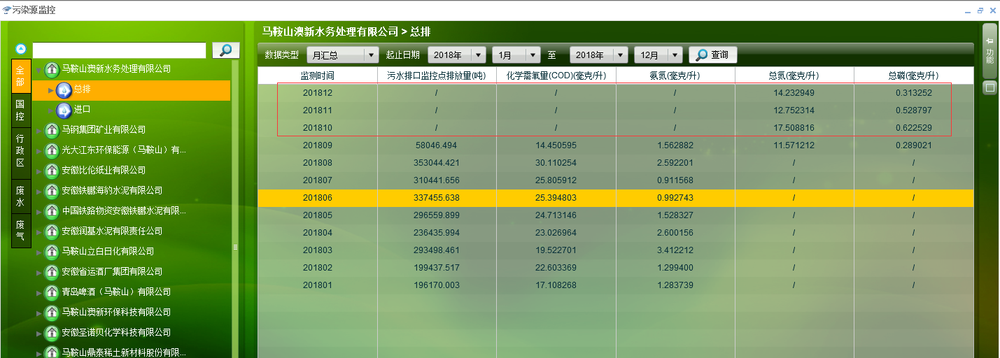 污染源监控
马鞍山澳新水务处理有限公司 > 总排
数据类型 月汇总 起止日期 2018年 1月 至 2018年 12月 查询
全部
国控
行政区
废水
废气
马鞍山澳新水务处理有限公司
总排
进口
马钢集团矿业有限公司
光大江东环保能源（马鞍山）有...
安徽比伦纸业有限公司
安徽铁鹏海豹水泥有限公司
中国铁路物资安徽铁鹏水泥有限...
安徽润基水泥有限责任公司
马鞍山立白日化有限公司
安徽省运酒厂集团有限公司
青岛啤酒（马鞍山）有限公司
马鞍山澳新环保科技有限公司
安徽圣诺贝化学科技有限公司
马鞍山鼎泰稀土新材料股份有限...
监测时间 污水排口监控点排放量(吨) 化学需氧量(COD)(毫克/升) 氨氮(毫克/升) 总氮(毫克/升) 总磷(毫克/升)
201812 / / / 14.232949 0.313252
201811 / / / 12.752314 0.528797
201810 / / / 17.508816 0.622529
201809 58046.494 14.450595 1.562882 11.571212 0.289021
201808 353044.421 30.110254 2.592201 / /
201807 310441.656 25.805912 0.911568 / /
201806 337455.638 25.394803 0.992743 / /
201805 296559.899 24.713146 1.528327 / /
201804 236435.994 23.026964 2.600156 / /
201803 293498.461 19.522701 3.412212 / /
201802 199437.517 22.603369 1.299400 / /
201801 196170.003 17.108268 1.283739 / /
功能